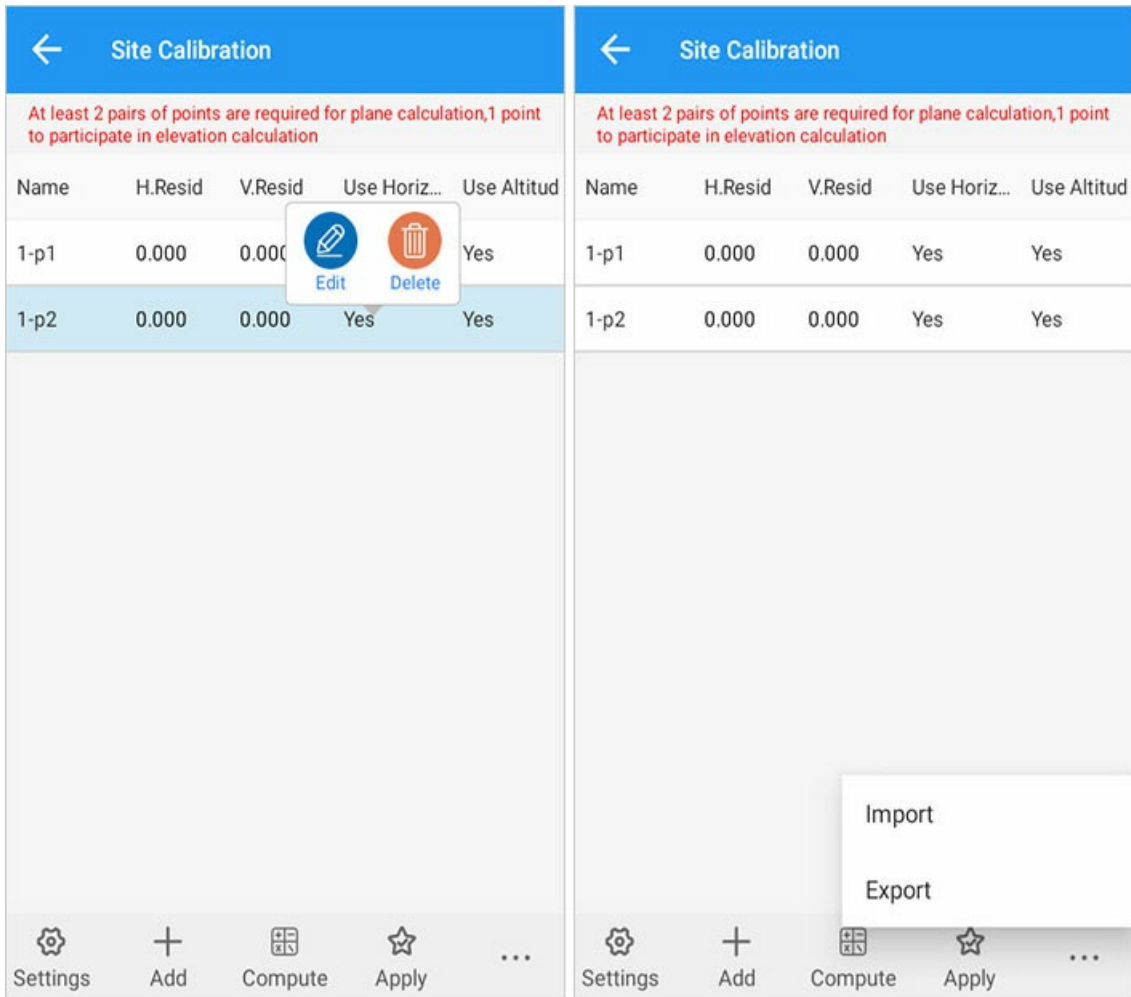 Site Calibration
At least 2 pairs of points are required for plane calculation,1 point
to participate in elevation calculation
Name H.Resid V.Resid Use Horiz... Use Altitud
1-p1 0.000 0.000 Yes
Edit Delete
1-p2 0.000 0.000 Yes Yes
Settings Add Compute Apply ...
Site Calibration
At least 2 pairs of points are required for plane calculation,1 point
to participate in elevation calculation
Name H.Resid V.Resid Use Horiz... Use Altitud
1-p1 0.000 0.000 Yes Yes
1-p2 0.000 0.000 Yes Yes
Import
Export
Settings Add Compute Apply ...